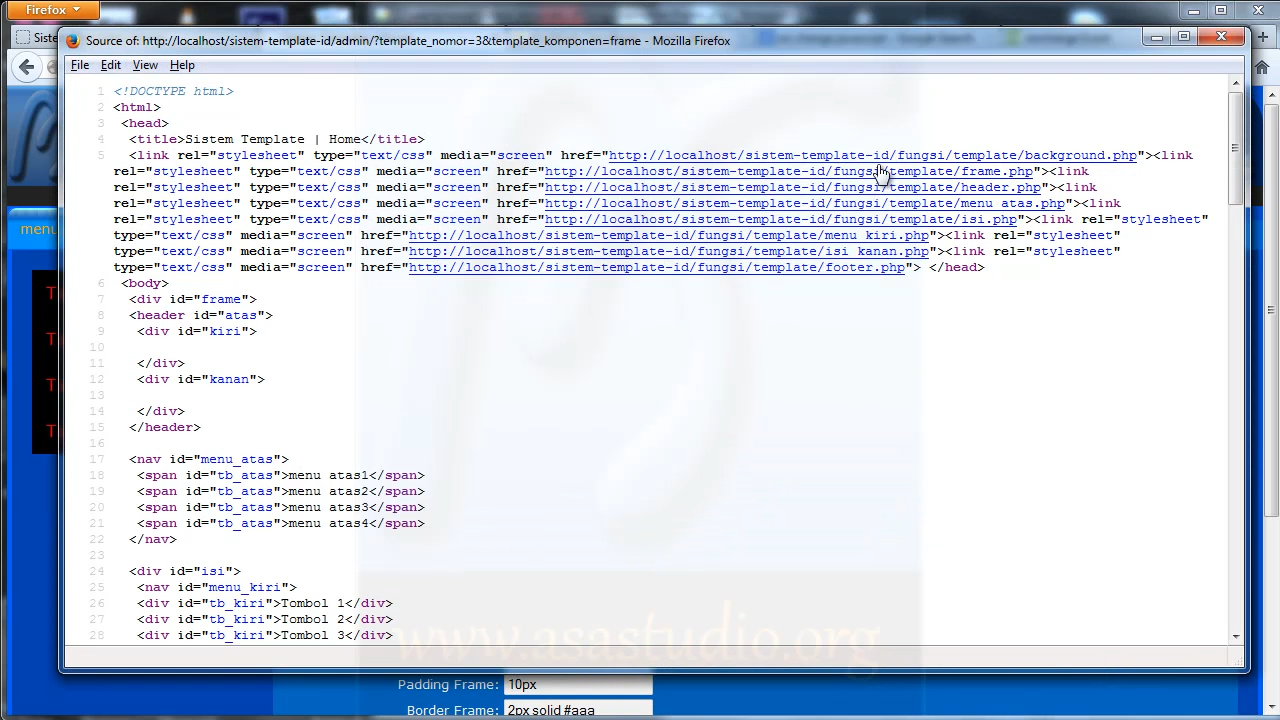 Firefox
Siste
Source of: http://localhost/sistem-template-id/admin/?template_nomor=3&template_komponen=frame - Mozilla Firefox
File Edit View Help
1 <!DOCTYPE html>
2 <html>
3 <head>
4 <title>Sistem Template | Home</title>
5 <link rel="stylesheet" type="text/css" media="screen" href="http://localhost/sistem-template-id/fungsi/template/background.php"><link
rel="stylesheet" type="text/css" media="screen" href="http://localhost/sistem-template-id/fungsi/template/frame.php"><link
rel="stylesheet" type="text/css" media="screen" href="http://localhost/sistem-template-id/fungsi/template/header.php"><link
rel="stylesheet" type="text/css" media="screen" href="http://localhost/sistem-template-id/fungsi/template/menu_atas.php"><link
rel="stylesheet" type="text/css" media="screen" href="http://localhost/sistem-template-id/fungsi/template/isi.php"><link rel="stylesheet"
type="text/css" media="screen" href="http://localhost/sistem-template-id/fungsi/template/menu_kiri.php"><link rel="stylesheet"
type="text/css" media="screen" href="http://localhost/sistem-template-id/fungsi/template/isi_kanan.php"><link rel="stylesheet"
type="text/css" media="screen" href="http://localhost/sistem-template-id/fungsi/template/footer.php"> </head>
6 <body>
7 <div id="frame">
8 <header id="atas">
9 <div id="kiri">
10
11 </div>
12 <div id="kanan">
13
14 </div>
15 </header>
16
17 <nav id="menu_atas">
18 <span id="tb_atas">menu atas1</span>
19 <span id="tb_atas">menu atas2</span>
20 <span id="tb_atas">menu atas3</span>
21 <span id="tb_atas">menu atas4</span>
22 </nav>
23
24 <div id="isi">
25 <nav id="menu_kiri">
26 <div id="tb_kiri">Tombol 1</div>
27 <div id="tb_kiri">Tombol 2</div>
28 <div id="tb_kiri">Tombol 3</div>
menu
T
T
T
T
www.isastudio.org
Padding Frame: 10px
Border Frame: 2px solid #aaa